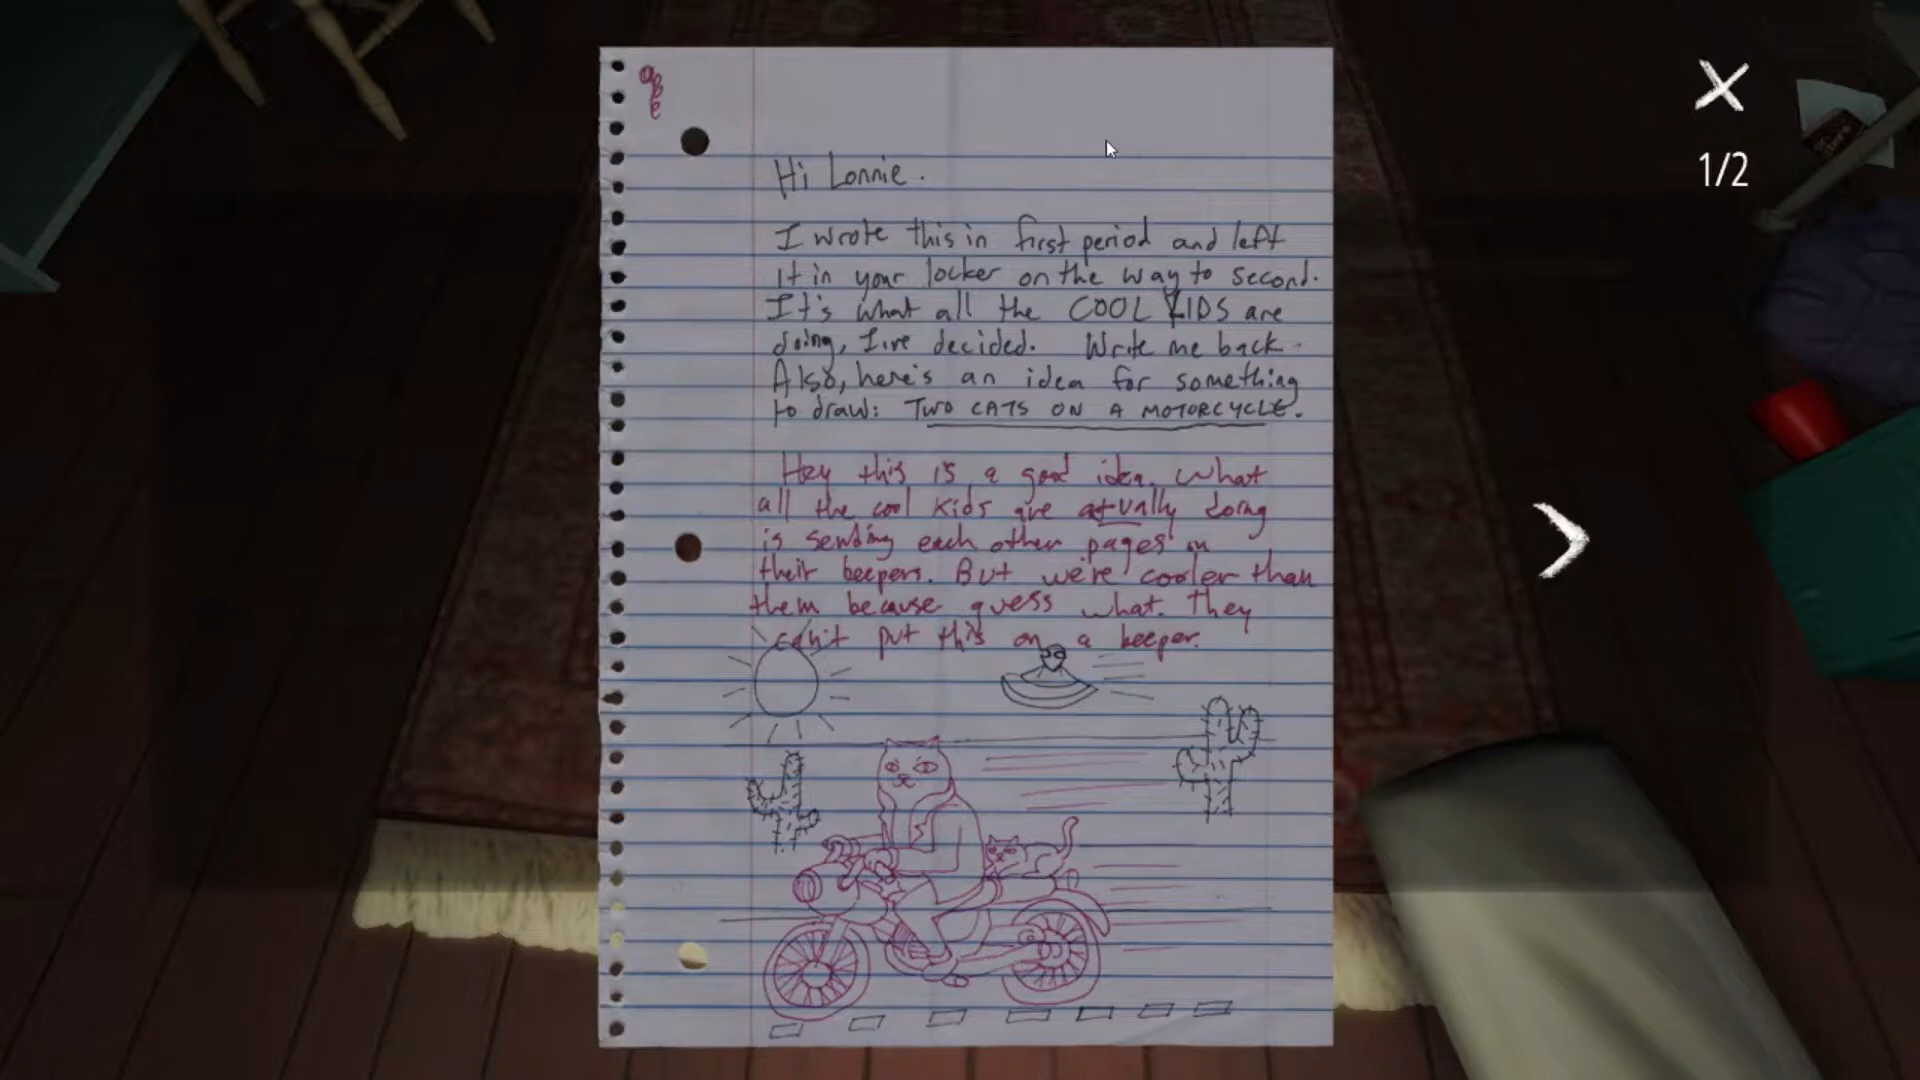 1/2
Hi Lonnie.
I wrote this in first period and left
it in your locker on the way to second.
It's what all the COOL KIDS are
doing, I've decided. Write me back.
Also, here's an idea for something
to draw: TWO CATS ON A MOTORCYCLE.
Hey this is a good idea. What
all the cool kids are actually doing
is sending each other pages on
their beepers. But we're cooler than
them because guess what. They
can't put this on a beeper.